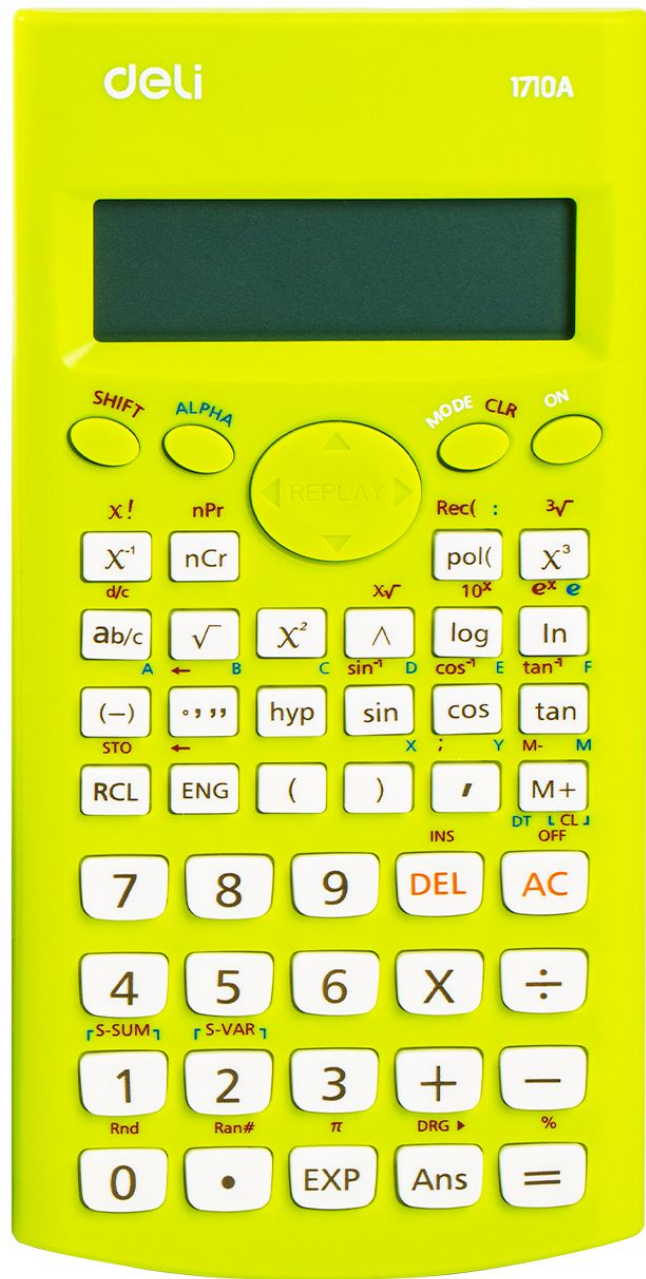 deli 1710A
SHIFT ALPHA MODE CLR ON
REPLAY
x! nPr Rec( : ³√
X⁻¹ nCr pol( X³
d/c X√ 10ˣ eˣ e
ab/c √ X² ∧ log ln
A ← B C sin⁻¹ D cos⁻¹ E tan⁻¹ F
(−) °,,, hyp sin cos tan
STO ← X ; Y M- M
RCL ENG ( ) , M+
DT CL
INS OFF
7 8 9 DEL AC
4 5 6 X ÷
S-SUM S-VAR
1 2 3 + −
Rnd Ran# π DRG ▸ %
0 • EXP Ans =